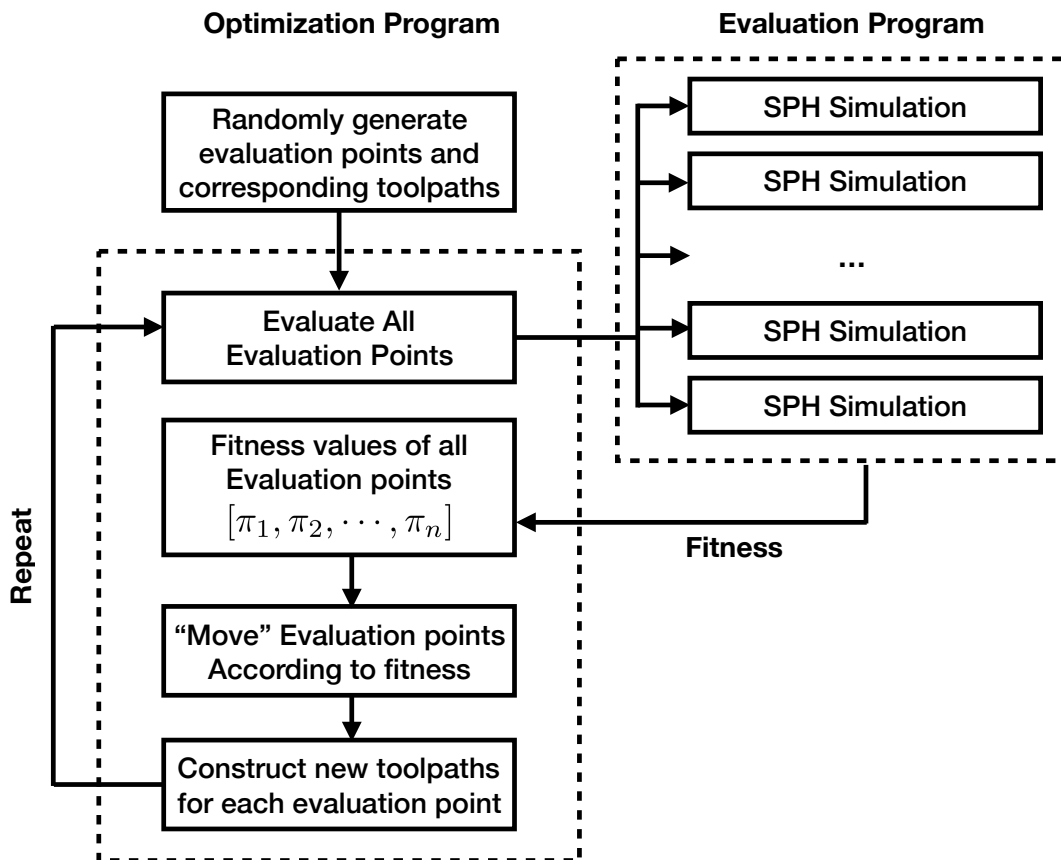 Optimization Program
Randomly generate
evaluation points and
corresponding toolpaths
Evaluate All
Evaluation Points
Fitness values of all
Evaluation points
[π₁, π₂, ⋯ , πₙ]
“Move” Evaluation points
According to fitness
Construct new toolpaths
for each evaluation point
Repeat
Evaluation Program
SPH Simulation
SPH Simulation
...
SPH Simulation
SPH Simulation
Fitness